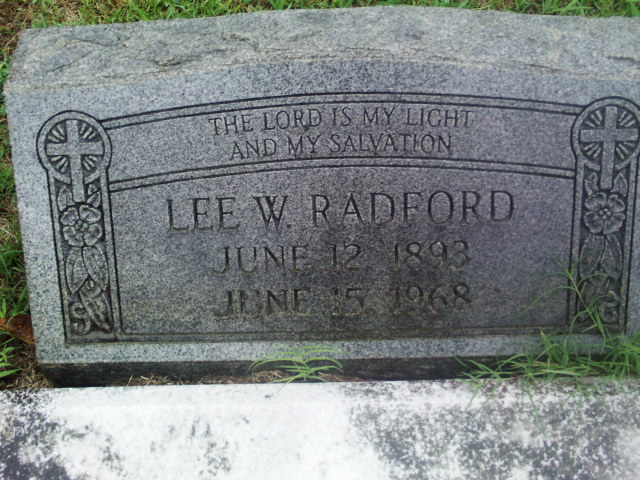 THE LORD IS MY LIGHT
AND MY SALVATION
LEE W. RADFORD
JUNE 12, 1893
JUNE 15, 1968